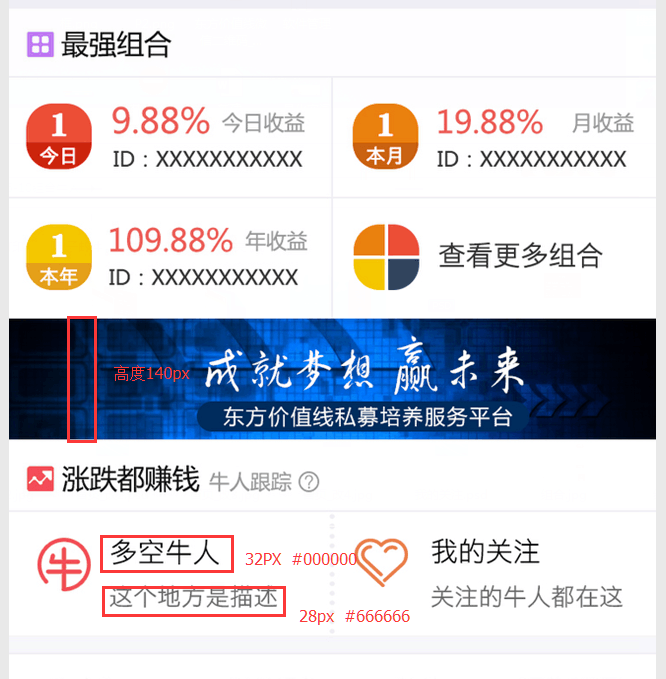 最强组合
1
今日
9.88% 今日收益
ID：XXXXXXXXXXX
1
本月
19.88% 月收益
ID：XXXXXXXXXXX
1
本年
109.88% 年收益
ID：XXXXXXXXXXX
查看更多组合
高度140px
成就梦想 赢未来
东方价值线私募培养服务平台
涨跌都赚钱 牛人跟踪 ?
牛
多空牛人
32PX #000000
这个地方是描述
28px #666666
我的关注
关注的牛人都在这